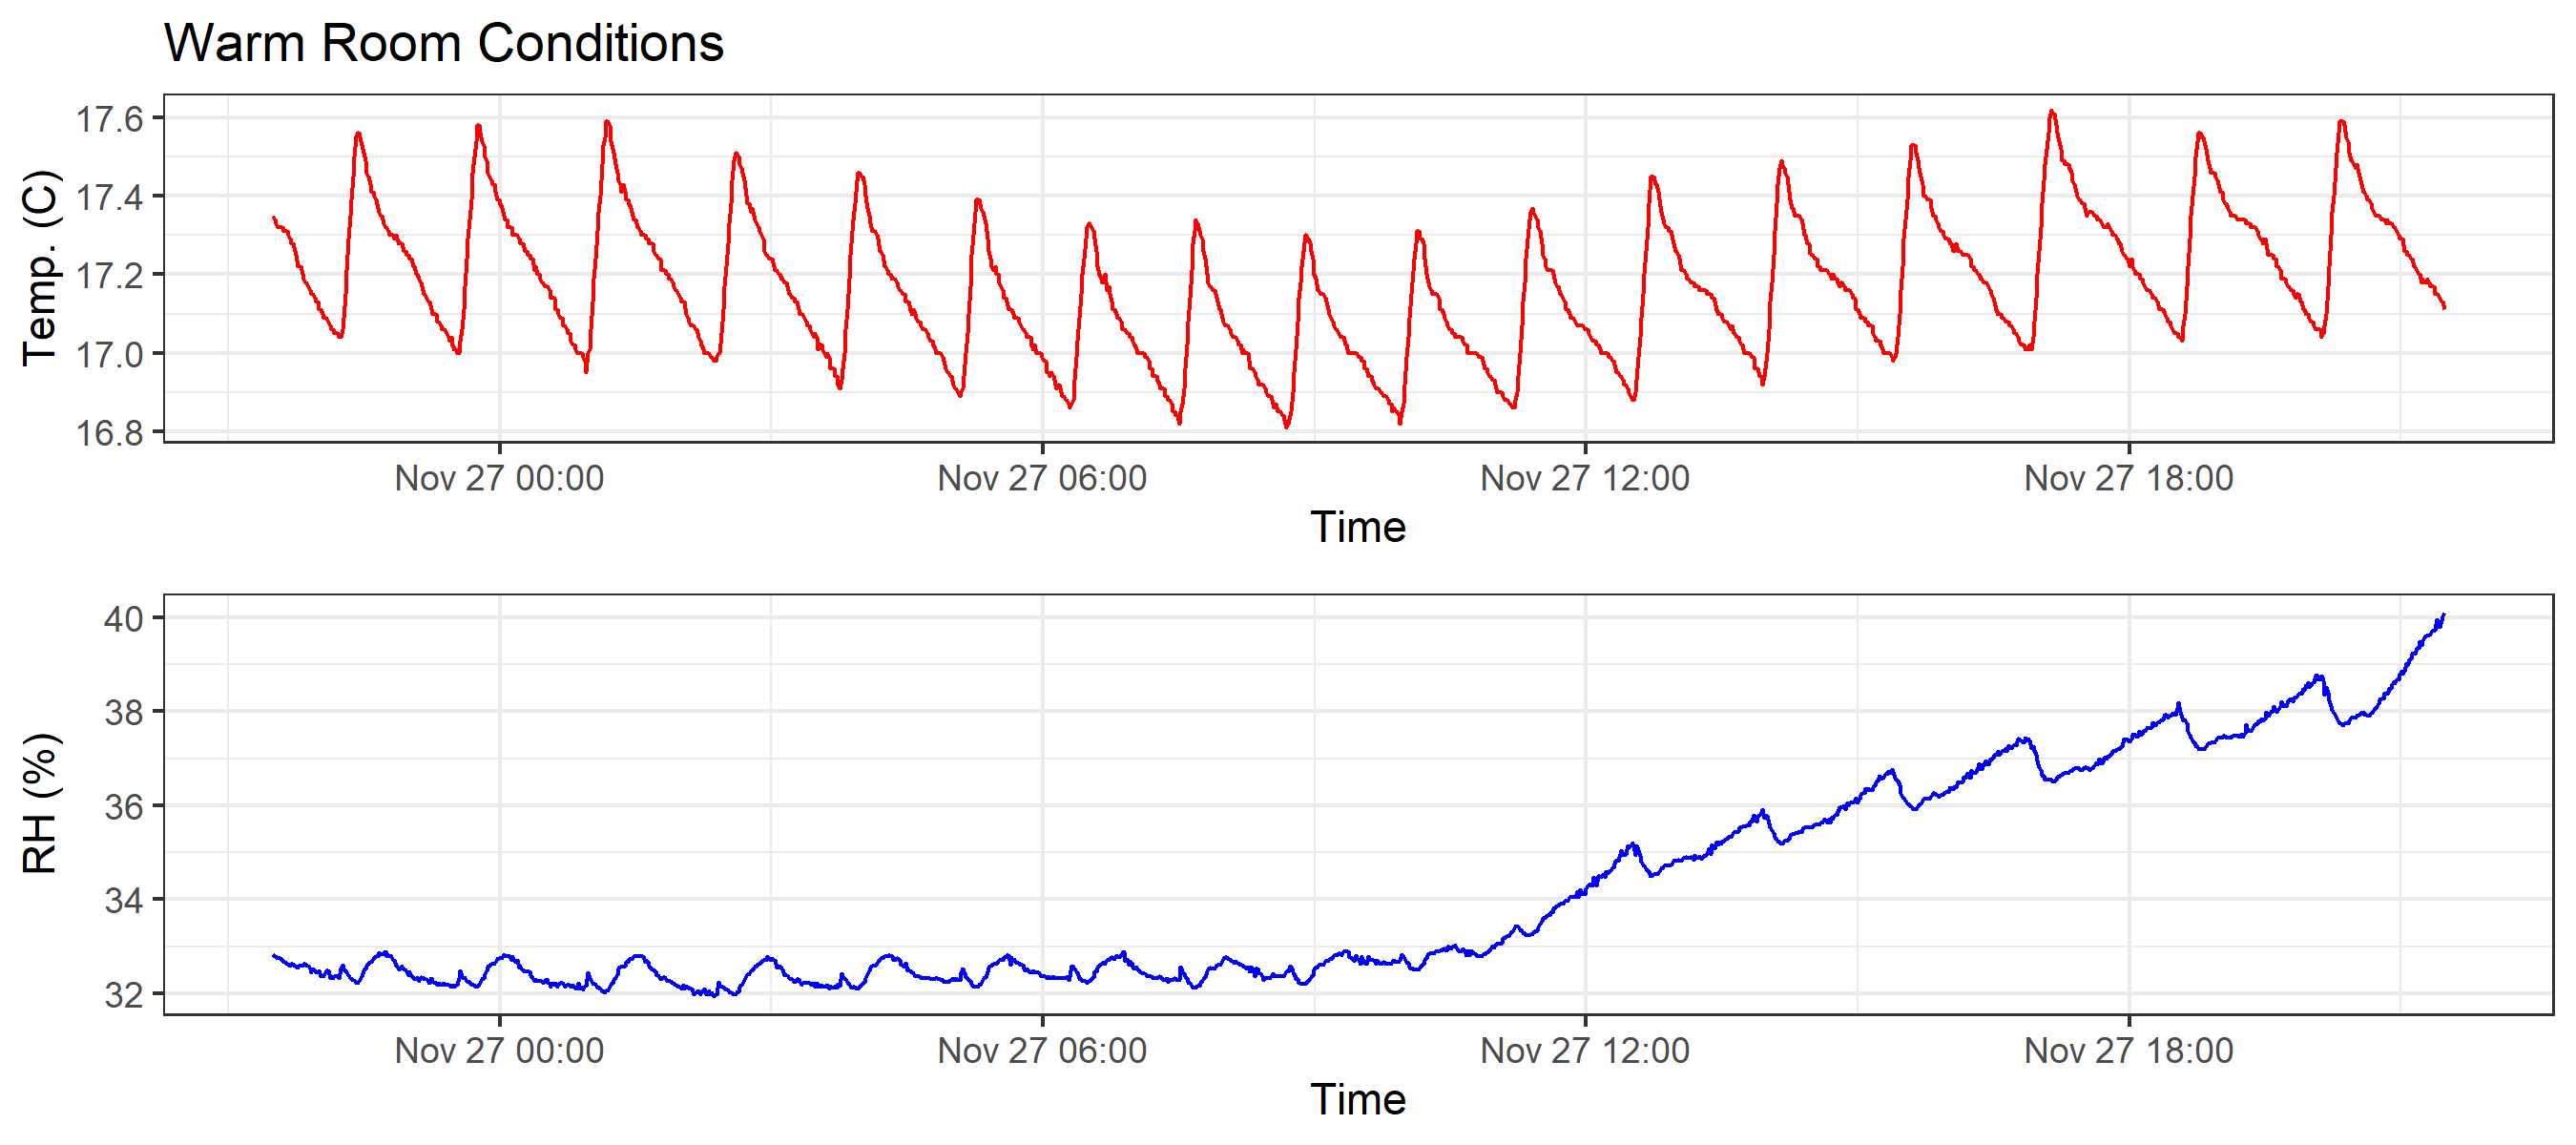 Warm Room Conditions
17.6
17.4
17.2
17.0
16.8
Temp. (C)
Nov 27 00:00 Nov 27 06:00 Nov 27 12:00 Nov 27 18:00
Time
40
38
36
34
32
RH (%)
Nov 27 00:00 Nov 27 06:00 Nov 27 12:00 Nov 27 18:00
Time